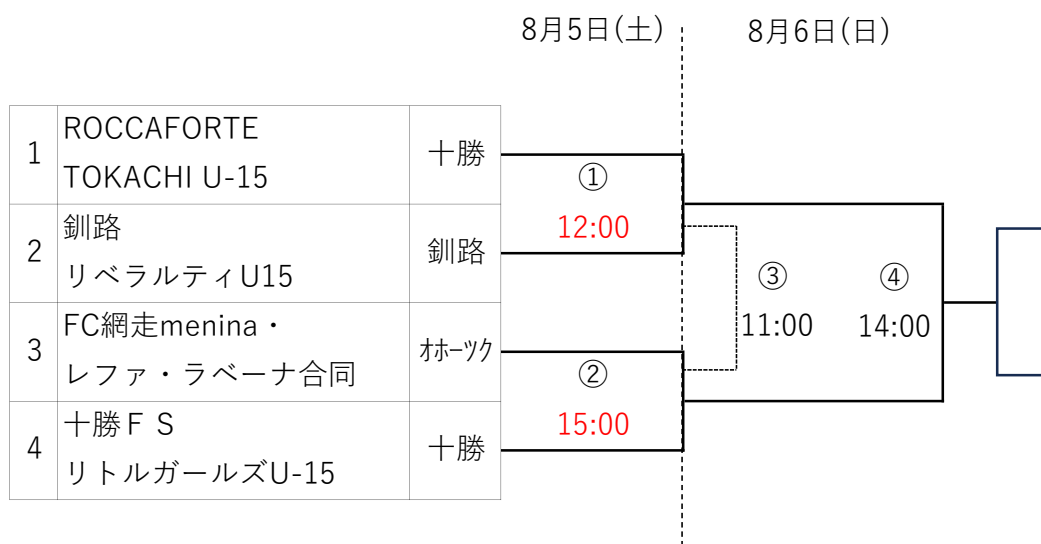 8月5日(土)
8月6日(日)
1
ROCCAFORTE
TOKACHI U-15
十勝
①
12:00
2
釧路
リベラルティU15
釧路
③
11:00
④
14:00
3
FC網走menina・
レファ・ラベーナ合同
ｵﾎｰﾂｸ
②
15:00
4
十勝ＦＳ
リトルガールズU-15
十勝